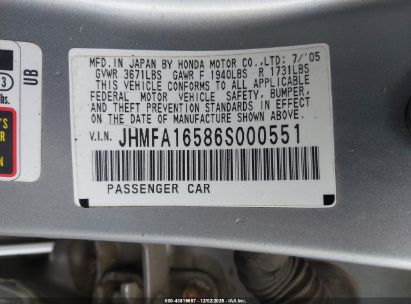 MFD.IN JAPAN BY HONDA MOTOR CO.,LTD; 7/'05
GVWR 3671LBS GAWR F 1940LBS R 1731LBS
THIS VEHICLE CONFORMS TO ALL APPLICABLE
FEDERAL MOTOR VEHICLE SAFETY, BUMPER,
AND THEFT PREVENTION STANDARDS IN EFFECT
ON THE DATE OF MANUFACTURE SHOWN ABOVE.
V.I.N. JHMFA16586S000551
PASSENGER CAR
UB
3
lbs.